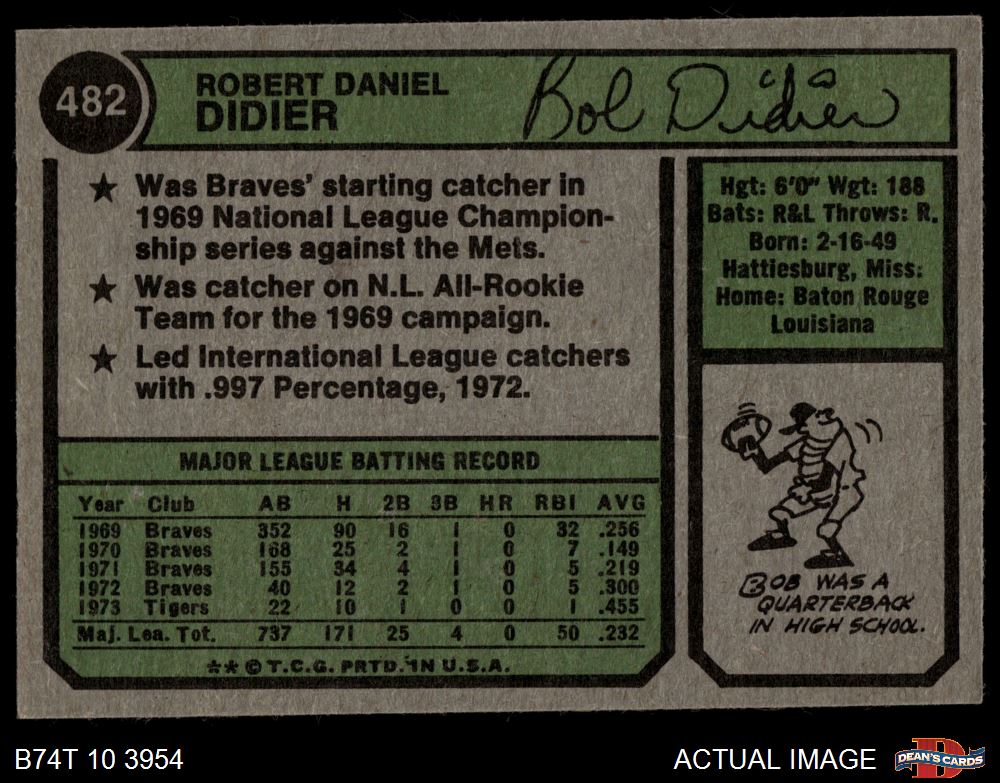 482
ROBERT DANIEL
DIDIER
Bob Didier
★ Was Braves' starting catcher in
1969 National League Champion-
ship series against the Mets.
★ Was catcher on N.L. All-Rookie
Team for the 1969 campaign.
★ Led International League catchers
with .997 Percentage, 1972.
Hgt: 6'0" Wgt: 188
Bats: R&L Throws: R.
Born: 2-16-49
Hattiesburg, Miss.
Home: Baton Rouge
Louisiana
MAJOR LEAGUE BATTING RECORD
Year Club AB H 2B 3B HR RBI AVG
1969 Braves 352 90 16 1 0 32 .256
1970 Braves 168 25 2 1 0 7 .149
1971 Braves 155 34 4 1 0 5 .219
1972 Braves 40 12 2 1 0 5 .300
1973 Tigers 22 10 1 0 0 1 .455
Maj. Lea. Tot. 737 171 25 4 0 50 .232
★★ © T.C.G. PRTD. IN U.S.A.
BOB WAS A
QUARTERBACK
IN HIGH SCHOOL.
B74T 10 3954
ACTUAL IMAGE
D
DEAN'S CARDS